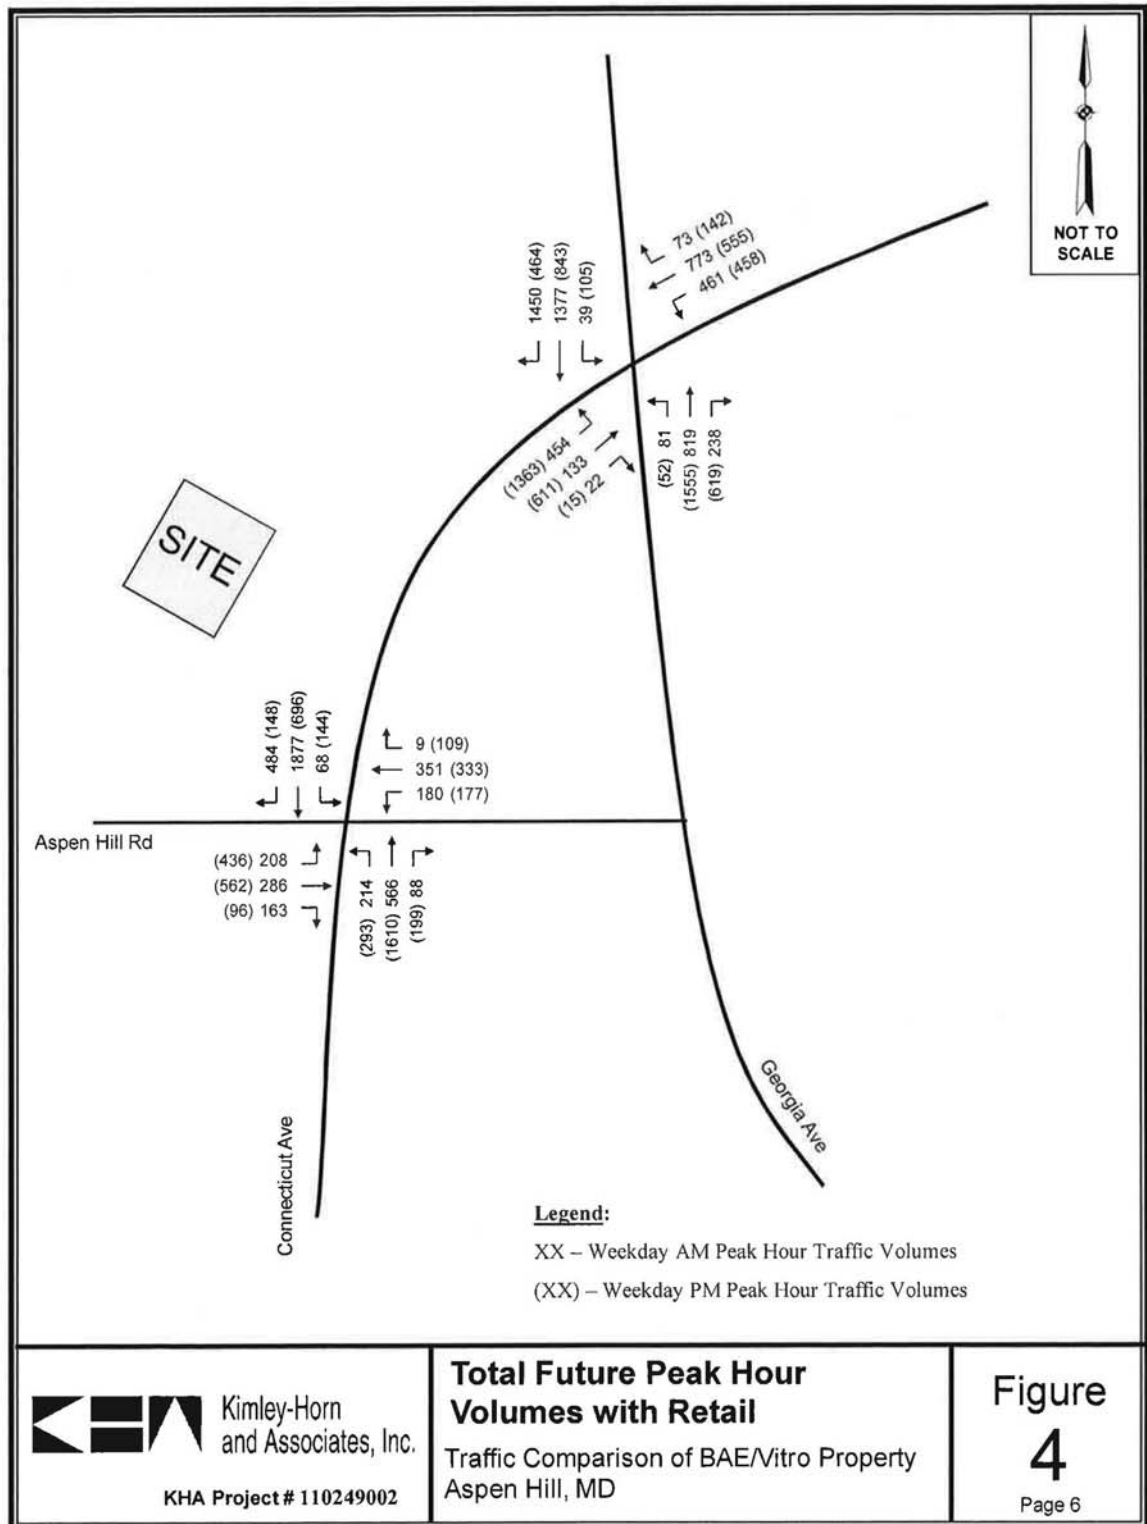 NOT TO
SCALE
73 (142)
773 (555)
461 (458)
1450 (464)
1377 (843)
39 (105)
(1363) 454
(611) 133
(15) 22
(52) 81
(1555) 819
(619) 238
SITE
484 (148)
1877 (696)
68 (144)
9 (109)
351 (333)
180 (177)
Aspen Hill Rd
(436) 208
(562) 286
(96) 163
(293) 214
(1610) 566
(199) 88
Connecticut Ave
Georgia Ave
Legend:
XX – Weekday AM Peak Hour Traffic Volumes
(XX) – Weekday PM Peak Hour Traffic Volumes
Kimley-Horn
and Associates, Inc.
KHA Project # 110249002
Total Future Peak Hour
Volumes with Retail
Traffic Comparison of BAE/Vitro Property
Aspen Hill, MD
Figure
4
Page 6